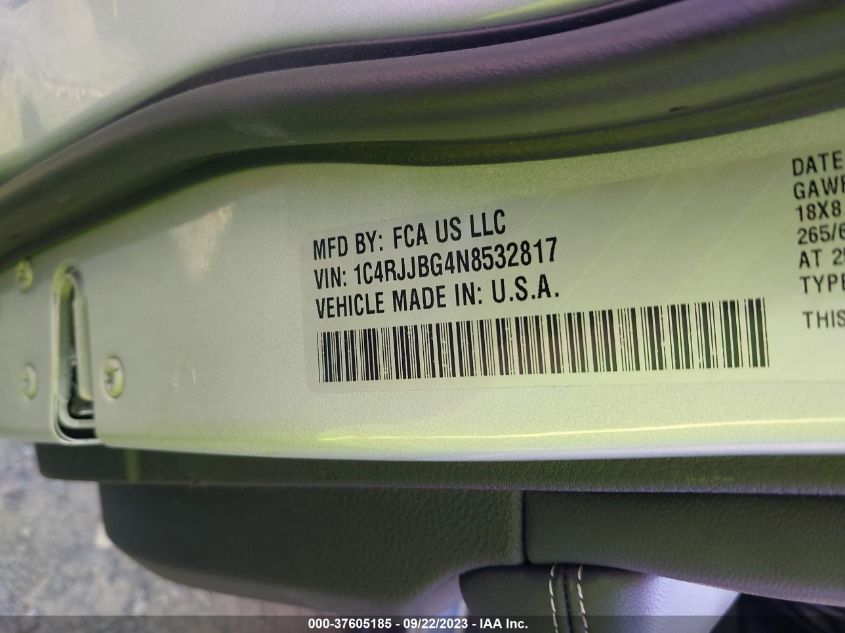 MFD BY: FCA US LLC
VIN: 1C4RJJBG4N8532817
VEHICLE MADE IN: U.S.A.
DATE
GAWR
18X8
265/6
AT 25
TYPE
THIS
000-37605185 - 09/22/2023 - IAA Inc.